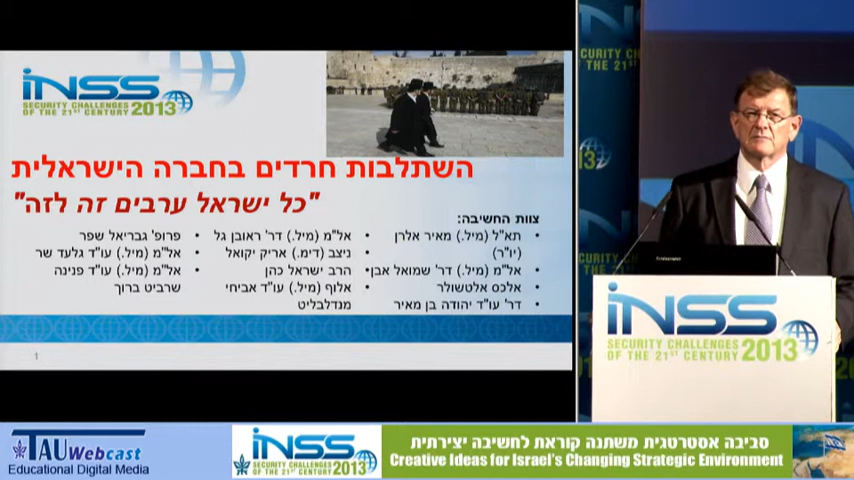 iNSS
SECURITY CHALLENGES
OF THE 21ST CENTURY 2013
השתלבות חרדים בחברה הישראלית
"כל ישראל ערבים זה לזה"
צוות החשיבה:
• תא"ל (מיל.) מאיר אלרן
(יו"ר)
• אל"מ (מיל.) דר' שמואל אבן
• אלכס אלטשולר
• דר' עו"ד יהודה בן מאיר
• אל"מ (מיל.) דר' ראובן גל
• ניצב (דימ.) אריק יקואל
• הרב ישראל כהן
• אלוף (מיל.) עו"ד אביחי
מנדלבליט
• פרופ' גבריאל שפר
• אל"מ (מיל.) עו"ד גלעד שר
• אל"מ (מיל.) עו"ד פנינה
שרביט ברוך
1
CURITY CH
OF THE 21
iNSS
SECURITY CHALLENGES
OF THE 21ST CENTURY 2013
TAU Webcast
Educational Digital Media
iNSS
SECURITY CHALLENGES
OF THE 21ST CENTURY 2013
סביבה אסטרטגית משתנה קוראת לחשיבה יצירתית
Creative Ideas for Israel's Changing Strategic Environment